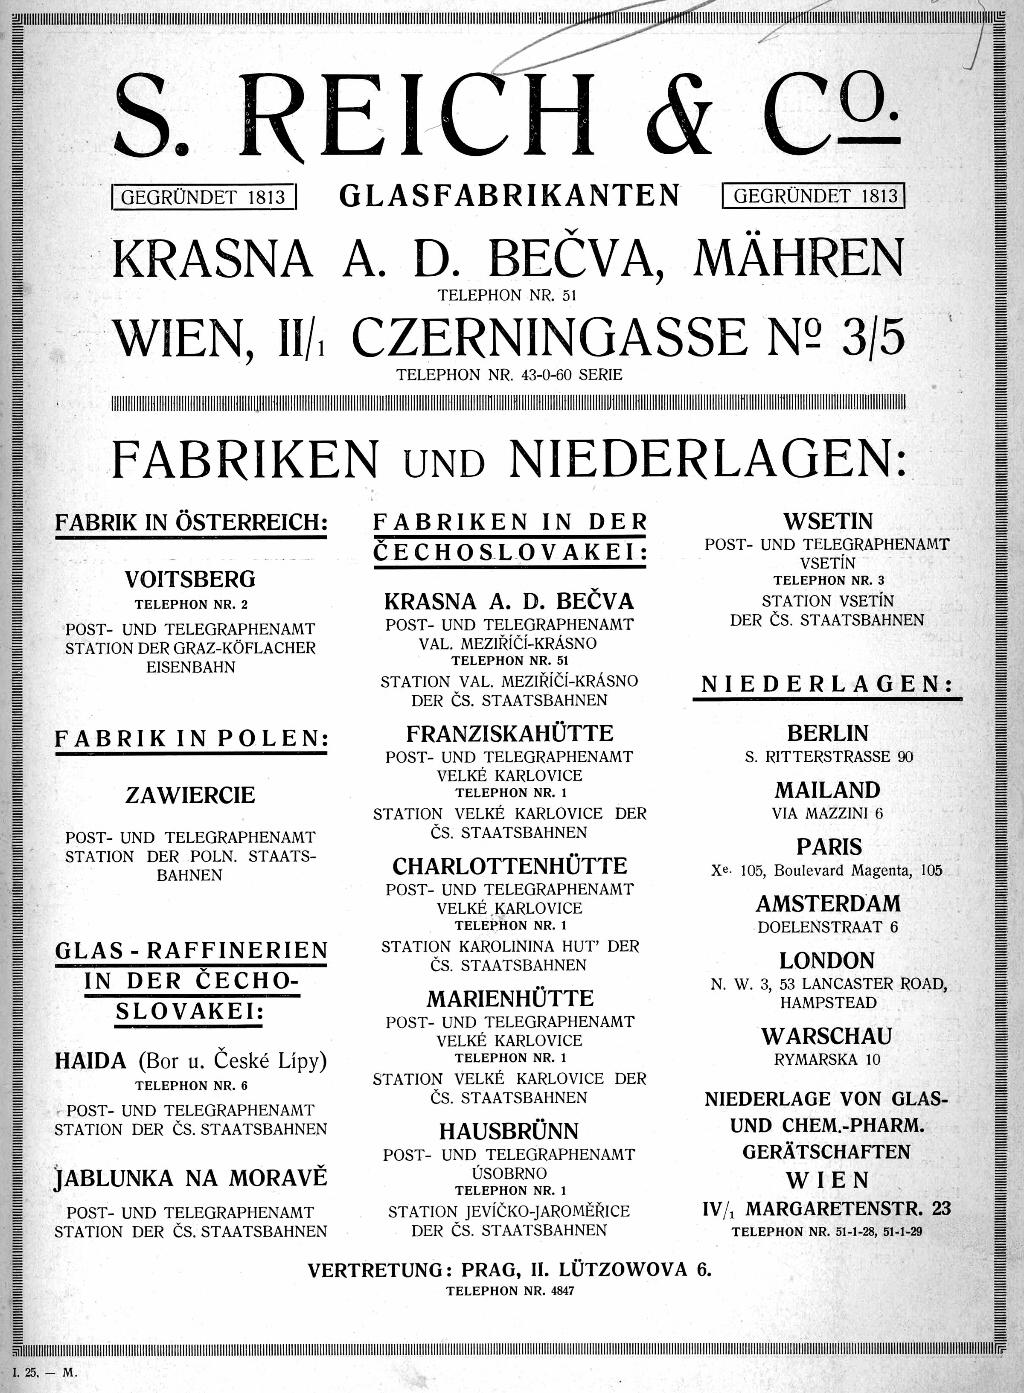 S. REICH & Cº.
GEGRÜNDET 1813
GLASFABRIKANTEN
GEGRÜNDET 1813
KRASNA A. D. BEČVA, MÄHREN
TELEPHON NR. 51
WIEN, II/1 CZERNINGASSE Nº 3/5
TELEPHON NR. 43-0-60 SERIE
FABRIKEN UND NIEDERLAGEN:
FABRIK IN ÖSTERREICH:
VOITSBERG
TELEPHON NR. 2
POST- UND TELEGRAPHENAMT
STATION DER GRAZ-KÖFLACHER
EISENBAHN
FABRIK IN POLEN:
ZAWIERCIE
POST- UND TELEGRAPHENAMT
STATION DER POLN. STAATS-
BAHNEN
GLAS-RAFFINERIEN
IN DER ČECHO-
SLOVAKEI:
HAIDA (Bor u. České Lípy)
TELEPHON NR. 6
POST- UND TELEGRAPHENAMT
STATION DER ČS. STAATSBAHNEN
JABLUNKA NA MORAVĚ
POST- UND TELEGRAPHENAMT
STATION DER ČS. STAATSBAHNEN
FABRIKEN IN DER
ČECHOSLOVAKEI:
KRASNA A. D. BEČVA
POST- UND TELEGRAPHENAMT
VAL. MEZIŘÍČÍ-KRÁSNO
TELEPHON NR. 51
STATION VAL. MEZIŘÍČÍ-KRÁSNO
DER ČS. STAATSBAHNEN
FRANZISKAHÜTTE
POST- UND TELEGRAPHENAMT
VELKÉ KARLOVICE
TELEPHON NR. 1
STATION VELKÉ KARLOVICE DER
ČS. STAATSBAHNEN
CHARLOTTENHÜTTE
POST- UND TELEGRAPHENAMT
VELKÉ KARLOVICE
TELEPHON NR. 1
STATION KAROLININA HUT' DER
ČS. STAATSBAHNEN
MARIENHÜTTE
POST- UND TELEGRAPHENAMT
VELKÉ KARLOVICE
TELEPHON NR. 1
STATION VELKÉ KARLOVICE DER
ČS. STAATSBAHNEN
HAUSBRÜNN
POST- UND TELEGRAPHENAMT
ÚSOBRNO
TELEPHON NR. 1
STATION JEVÍČKO-JAROMĚŘICE
DER ČS. STAATSBAHNEN
WSETIN
POST- UND TELEGRAPHENAMT
VSETÍN
TELEPHON NR. 3
STATION VSETÍN
DER ČS. STAATSBAHNEN
NIEDERLAGEN:
BERLIN
S. RITTERSTRASSE 90
MAILAND
VIA MAZZINI 6
PARIS
Xe. 105, Boulevard Magenta, 105
AMSTERDAM
DOELENSTRAAT 6
LONDON
N. W. 3, 53 LANCASTER ROAD,
HAMPSTEAD
WARSCHAU
RYMARSKA 10
NIEDERLAGE VON GLAS-
UND CHEM.-PHARM.
GERÄTSCHAFTEN
WIEN
IV/1 MARGARETENSTR. 23
TELEPHON NR. 51-1-28, 51-1-29
VERTRETUNG: PRAG, II. LÜTZOWOVA 6.
TELEPHON NR. 4847
I. 25. — M.